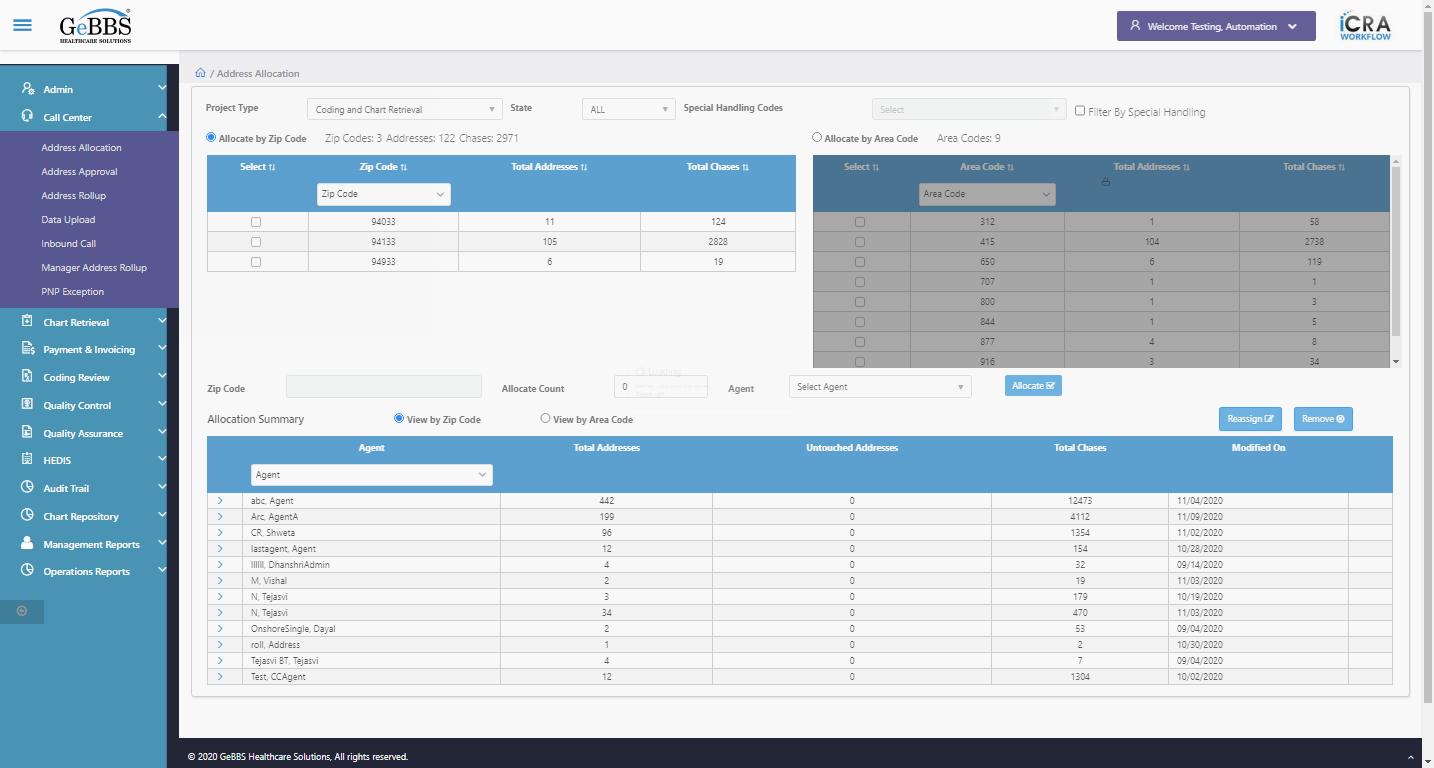 GeBBS
HEALTHCARE SOLUTIONS
Welcome Testing, Automation
iCRA
WORKFLOW
/ Address Allocation
Admin
Call Center
Address Allocation
Address Approval
Address Rollup
Data Upload
Inbound Call
Manager Address Rollup
PNP Exception
Chart Retrieval
Payment & Invoicing
Coding Review
Quality Control
Quality Assurance
HEDIS
Audit Trail
Chart Repository
Management Reports
Operations Reports
Project Type Coding and Chart Retrieval State ALL Special Handling Codes Select Filter By Special Handling
Allocate by Zip Code Zip Codes: 3 Addresses: 122 Chases: 2971
Select Zip Code Total Addresses Total Chases
Zip Code
94033 11 124
94133 105 2828
94933 6 19
Allocate by Area Code Area Codes: 9
Select Area Code Total Addresses Total Chases
Area Code
312 1 58
415 104 2738
650 6 119
707 1 1
800 1 3
844 1 5
877 4 8
916 3 34
Zip Code Allocate Count 0 Agent Select Agent Allocate
Allocation Summary View by Zip Code View by Area Code Reassign Remove
Agent Total Addresses Untouched Addresses Total Chases Modified On
Agent
abc, Agent 442 0 12473 11/04/2020
Arc, AgentA 199 0 4112 11/09/2020
CR, Shweta 96 0 1354 11/02/2020
lastagent, Agent 12 0 154 10/28/2020
DhanshriAdmin 4 0 32 09/14/2020
M, Vishal 2 0 19 11/03/2020
N, Tejasvi 3 0 179 10/19/2020
N, Tejasvi 34 0 470 11/03/2020
OnshoreSingle, Dayal 2 0 53 09/04/2020
roll, Address 1 0 2 10/30/2020
Tejasvi BT, Tejasvi 4 0 7 09/04/2020
Test, CCAgent 12 0 1304 10/02/2020
© 2020 GeBBS Healthcare Solutions, All rights reserved.